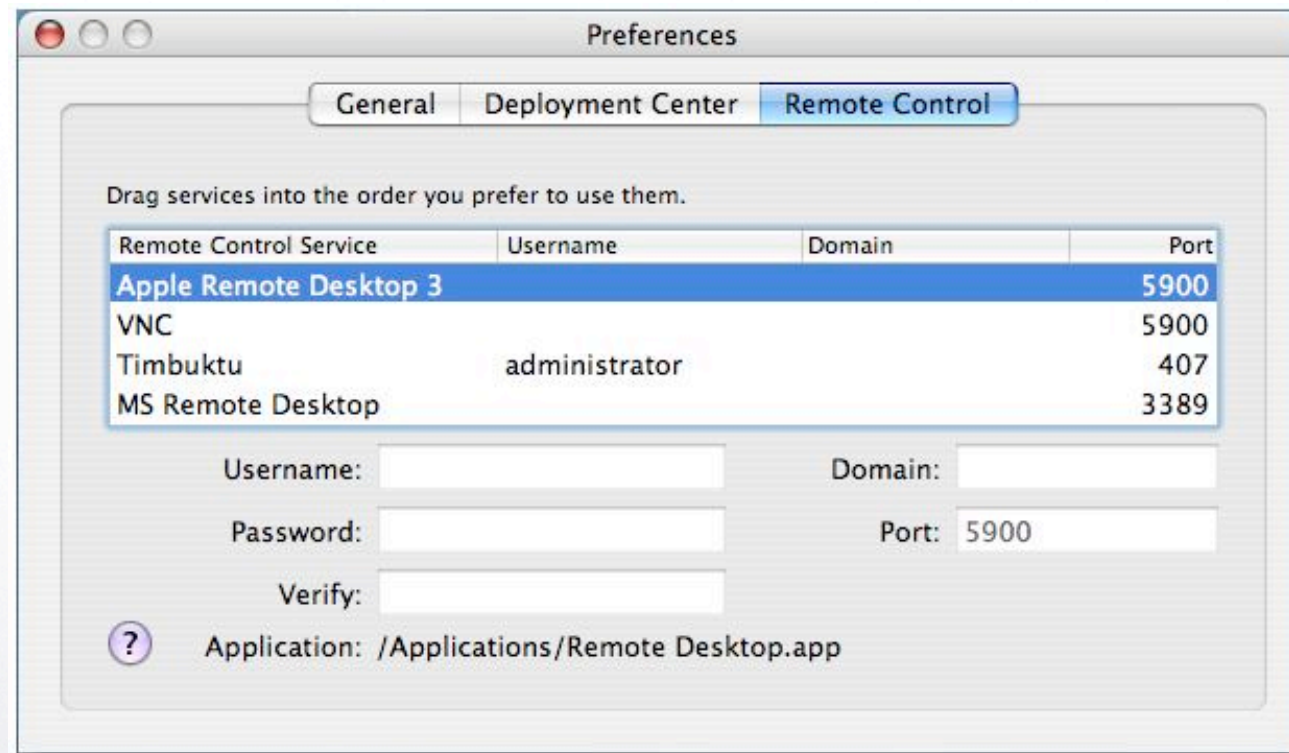 Preferences
General Deployment Center Remote Control
Drag services into the order you prefer to use them.
Remote Control Service Username Domain Port
Apple Remote Desktop 3 5900
VNC 5900
Timbuktu administrator 407
MS Remote Desktop 3389
Username: Domain:
Password: Port: 5900
Verify:
? Application: /Applications/Remote Desktop.app